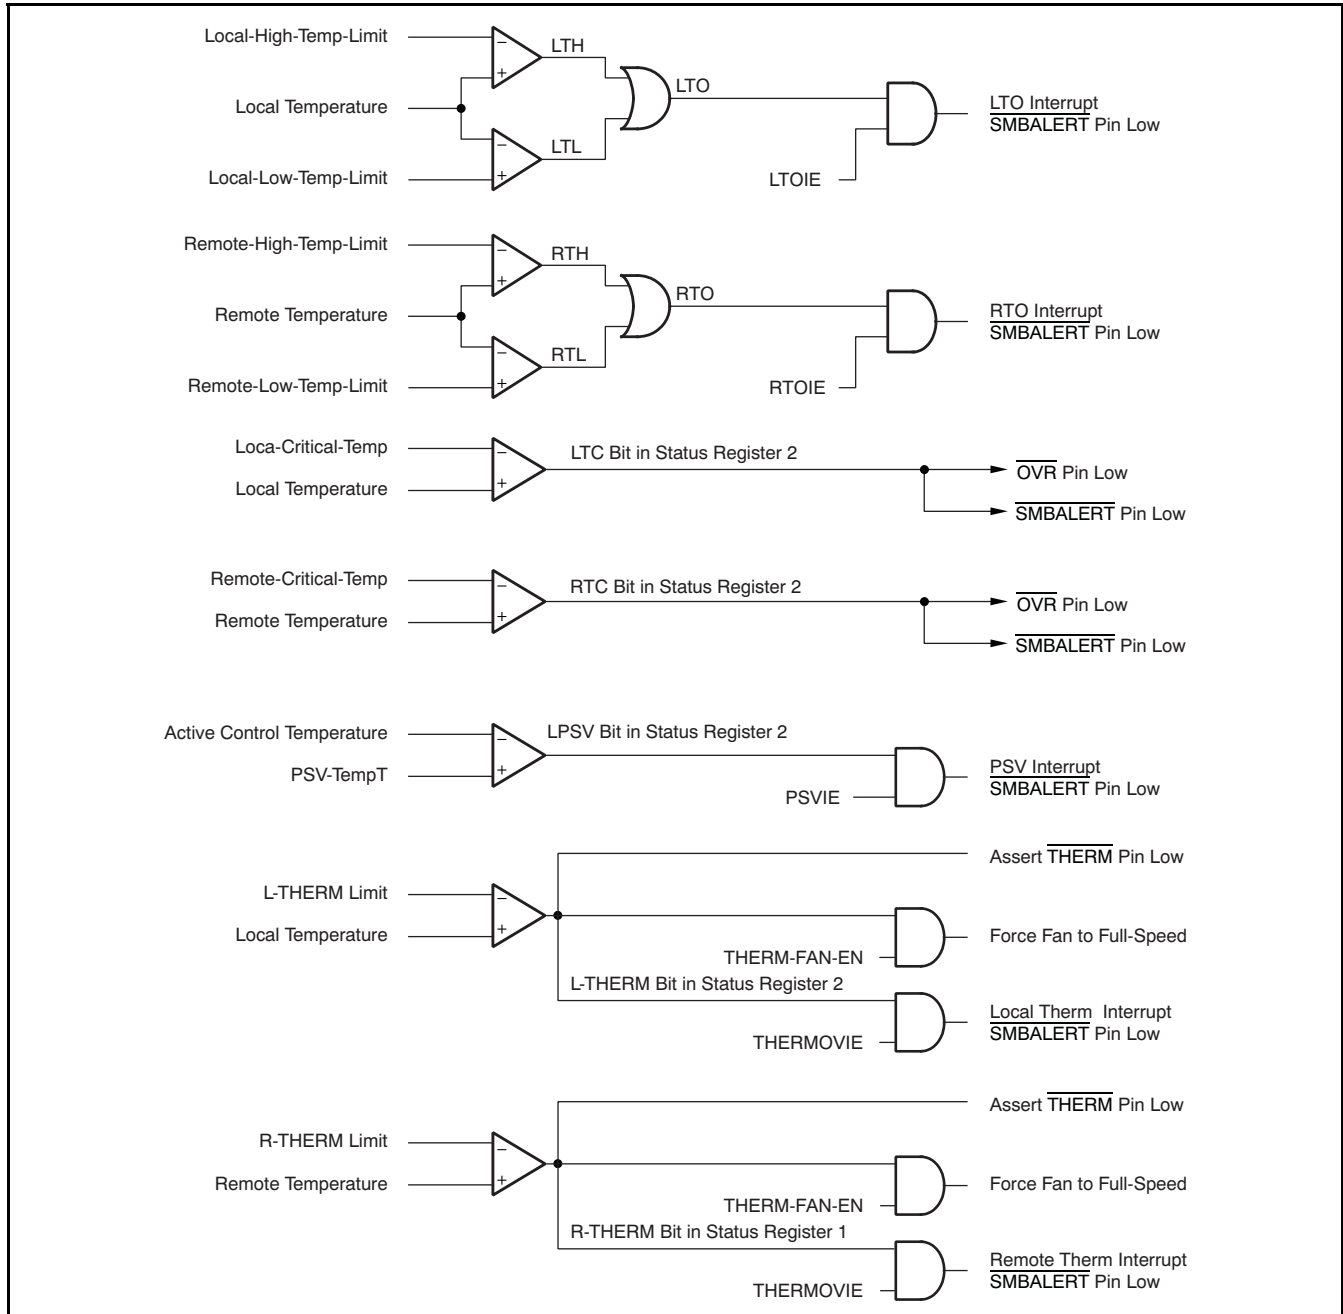 Local-High-Temp-Limit
−
+
LTH
Local Temperature
LTO
LTO Interrupt
SMBALERT Pin Low
−
+
LTL
Local-Low-Temp-Limit
LTOIE
Remote-High-Temp-Limit
−
+
RTH
Remote Temperature
RTO
RTO Interrupt
SMBALERT Pin Low
−
+
RTL
Remote-Low-Temp-Limit
RTOIE
Loca-Critical-Temp
−
+
LTC Bit in Status Register 2
Local Temperature
OVR Pin Low
SMBALERT Pin Low
Remote-Critical-Temp
−
+
RTC Bit in Status Register 2
Remote Temperature
OVR Pin Low
SMBALERT Pin Low
Active Control Temperature
−
+
LPSV Bit in Status Register 2
PSV-TempT
PSVIE
PSV Interrupt
SMBALERT Pin Low
Assert THERM Pin Low
L-THERM Limit
−
+
Local Temperature
Force Fan to Full-Speed
THERM-FAN-EN
L-THERM Bit in Status Register 2
Local Therm Interrupt
SMBALERT Pin Low
THERMOVIE
Assert THERM Pin Low
R-THERM Limit
−
+
Remote Temperature
Force Fan to Full-Speed
THERM-FAN-EN
R-THERM Bit in Status Register 1
Remote Therm Interrupt
SMBALERT Pin Low
THERMOVIE